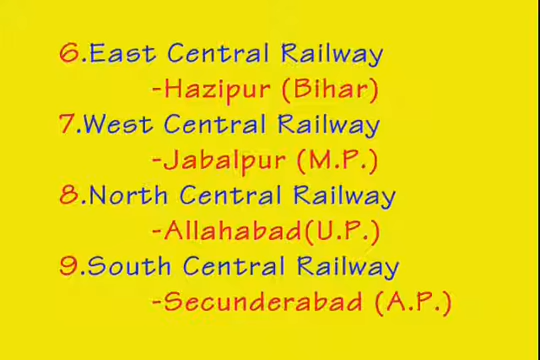 6.East Central Railway
-Hazipur (Bihar)
7.West Central Railway
-Jabalpur (M.P.)
8.North Central Railway
-Allahabad(U.P.)
9.South Central Railway
-Secunderabad (A.P.)